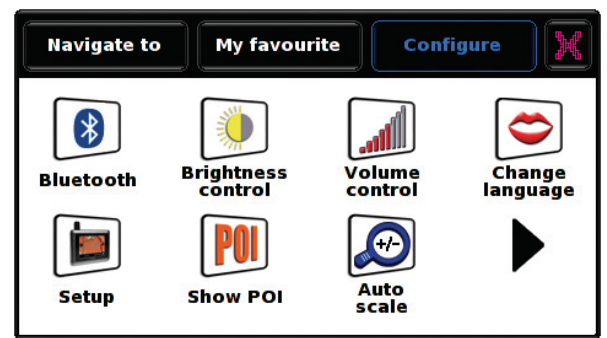 Navigate to My favourite Configure
Bluetooth
Brightness
control
Volume
control
Change
language
POI
+/-
Setup
Show POI
Auto
scale